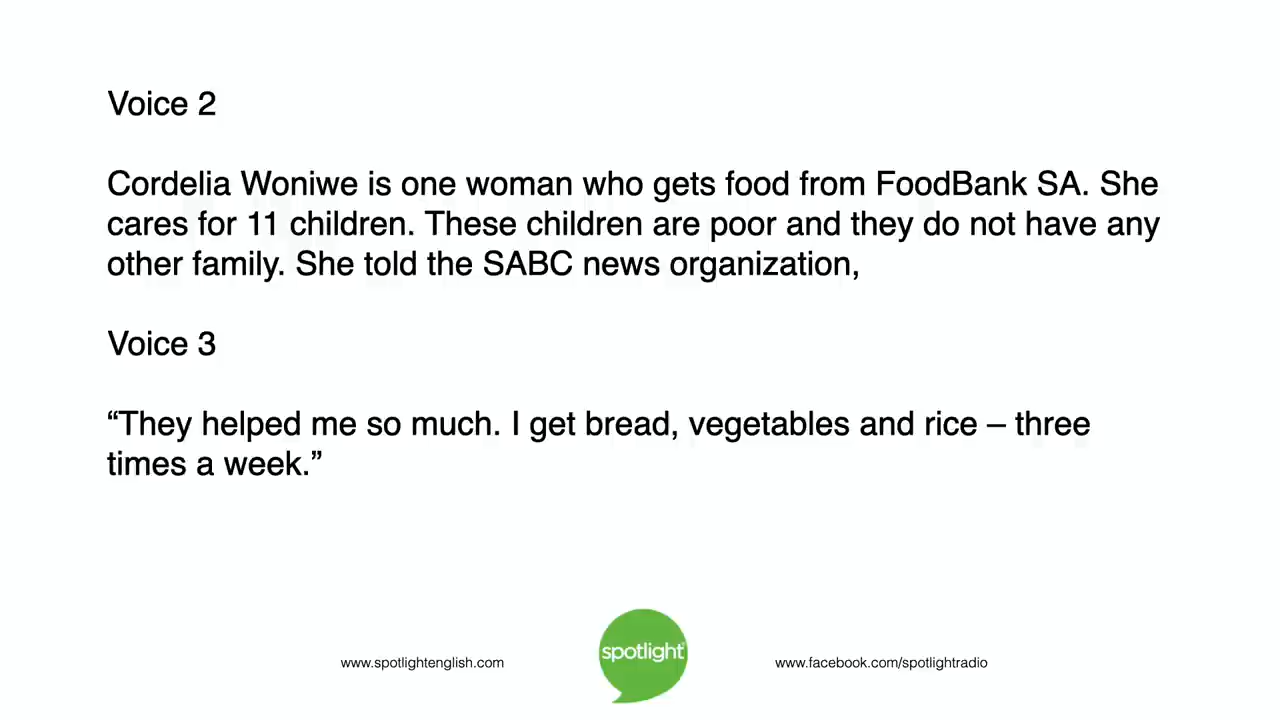 Voice 2
Cordelia Woniwe is one woman who gets food from FoodBank SA. She
cares for 11 children. These children are poor and they do not have any
other family. She told the SABC news organization,
Voice 3
“They helped me so much. I get bread, vegetables and rice – three
times a week.”
www.spotlightenglish.com
spotlight
www.facebook.com/spotlightradio